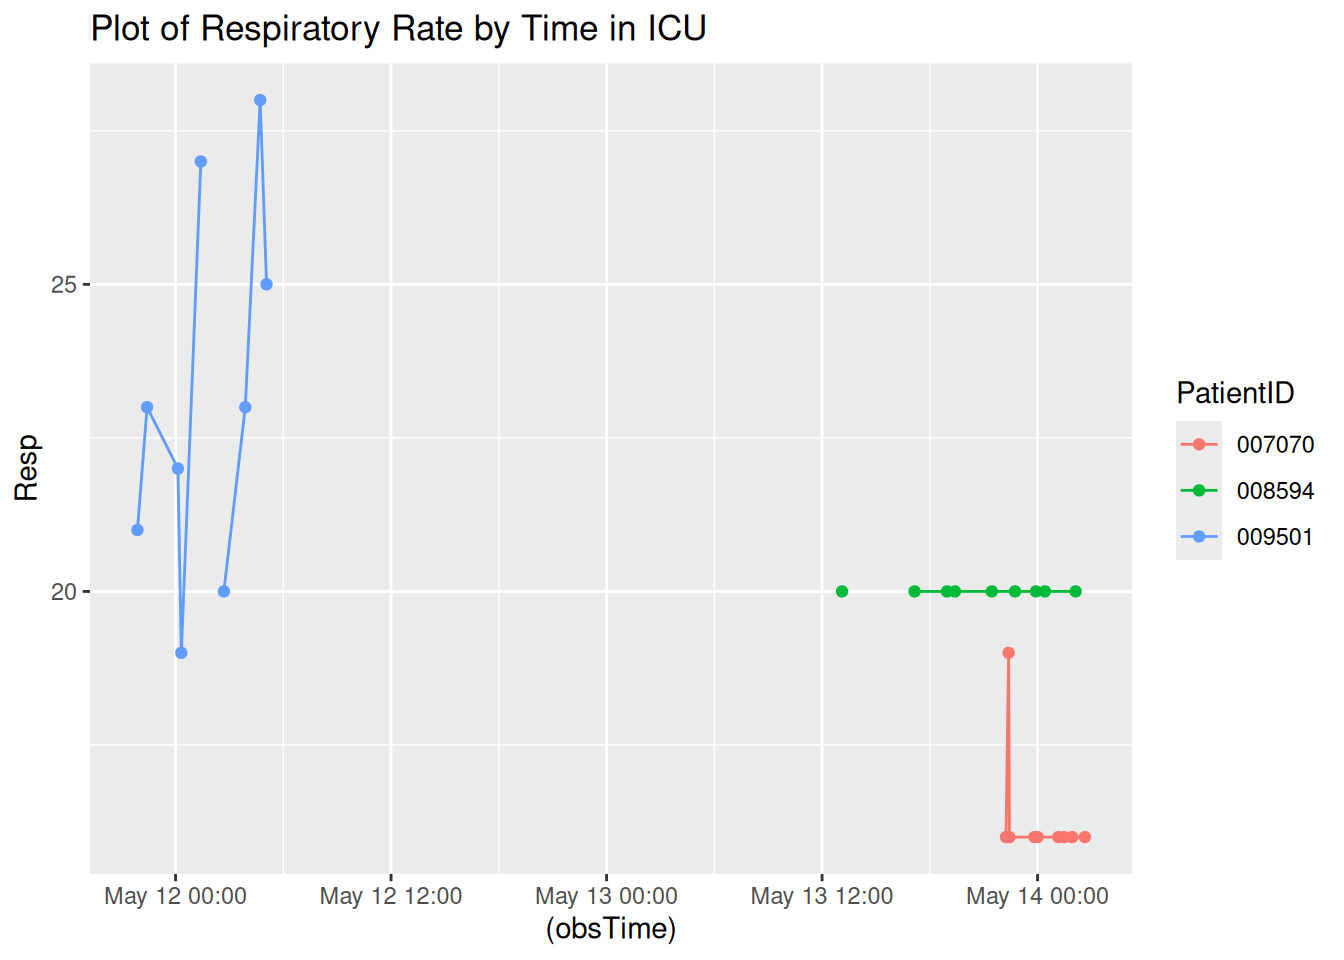 Plot of Respiratory Rate by Time in ICU
25
20
Resp
May 12 00:00
May 12 12:00
May 13 00:00
May 13 12:00
May 14 00:00
(obsTime)
PatientID
007070
008594
009501